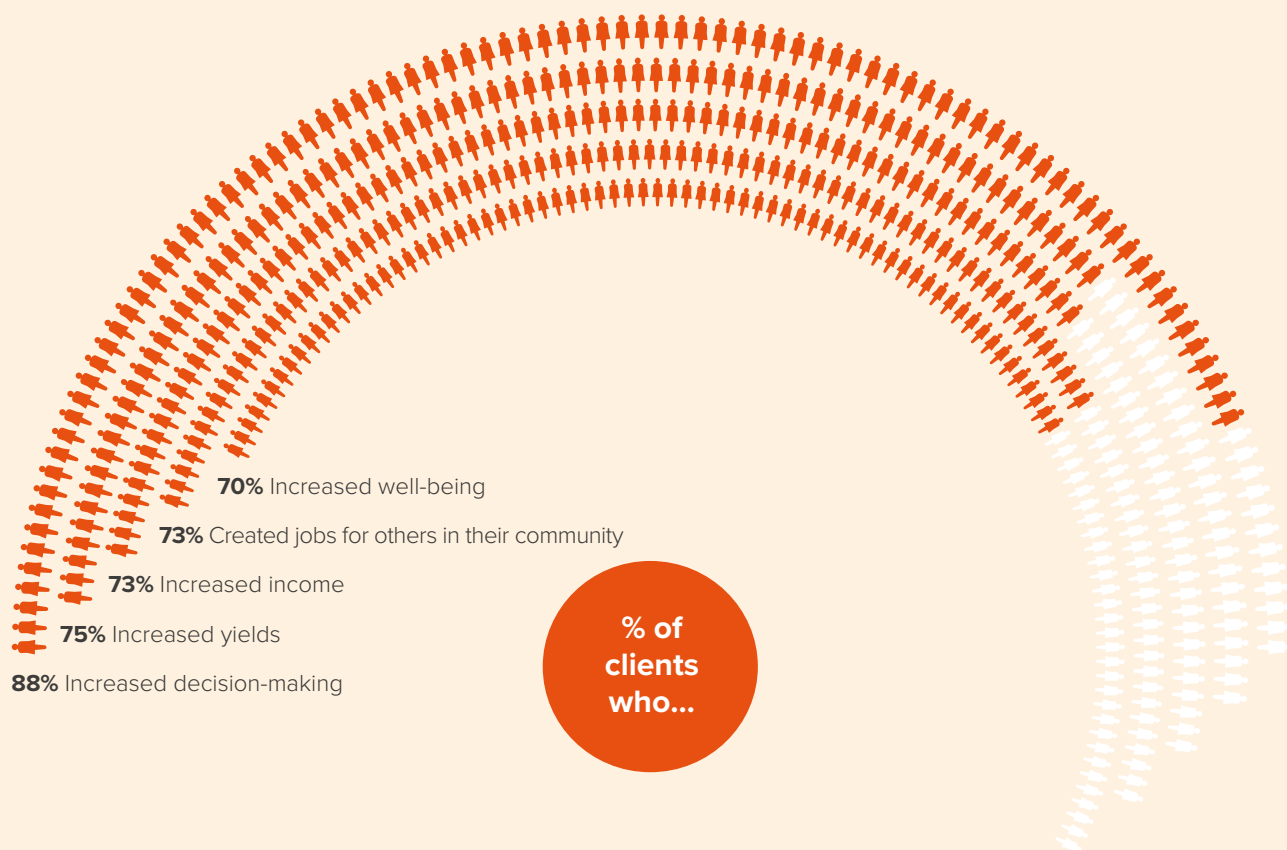 70% Increased well-being
73% Created jobs for others in their community
73% Increased income
75% Increased yields
88% Increased decision-making
% of
clients
who...